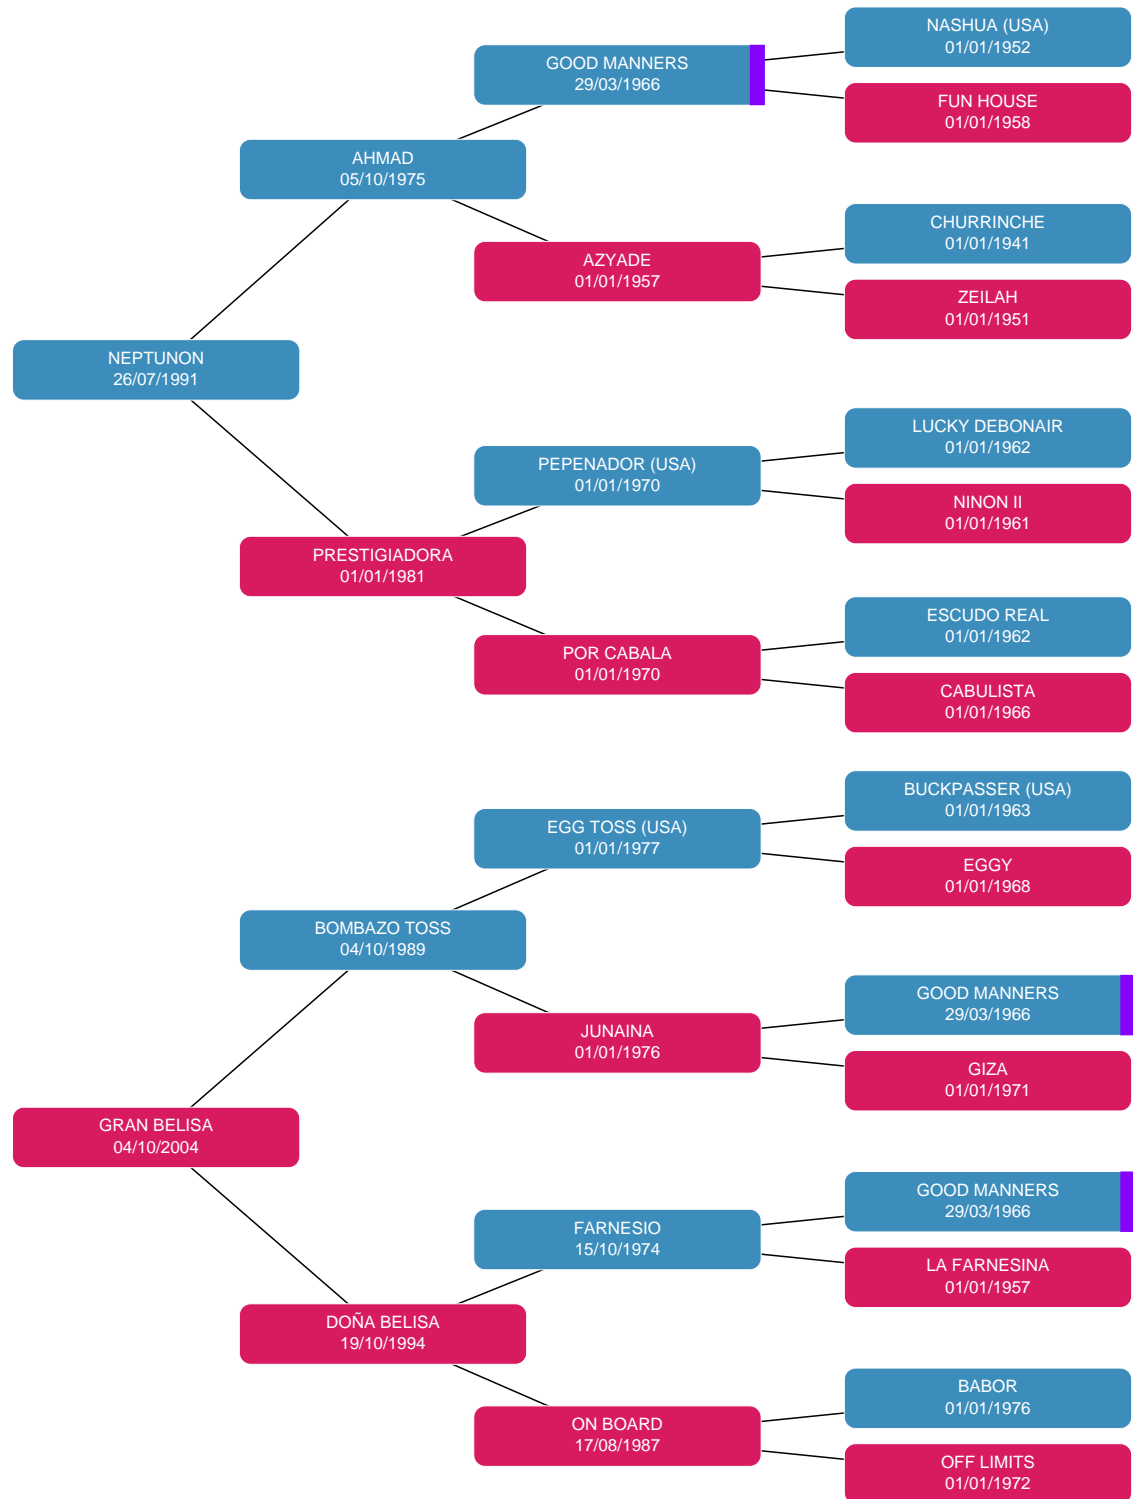 NASHUA (USA)
01/01/1952
GOOD MANNERS
29/03/1966
FUN HOUSE
01/01/1958
AHMAD
05/10/1975
CHURRINCHE
01/01/1941
AZYADE
01/01/1957
ZEILAH
01/01/1951
NEPTUNON
26/07/1991
LUCKY DEBONAIR
01/01/1962
PEPENADOR (USA)
01/01/1970
NINON II
01/01/1961
PRESTIGIADORA
01/01/1981
ESCUDO REAL
01/01/1962
POR CABALA
01/01/1970
CABULISTA
01/01/1966
BUCKPASSER (USA)
01/01/1963
EGG TOSS (USA)
01/01/1977
EGGY
01/01/1968
BOMBAZO TOSS
04/10/1989
GOOD MANNERS
29/03/1966
JUNAINA
01/01/1976
GIZA
01/01/1971
GRAN BELISA
04/10/2004
GOOD MANNERS
29/03/1966
FARNESIO
15/10/1974
LA FARNESINA
01/01/1957
DOÑA BELISA
19/10/1994
BABOR
01/01/1976
ON BOARD
17/08/1987
OFF LIMITS
01/01/1972